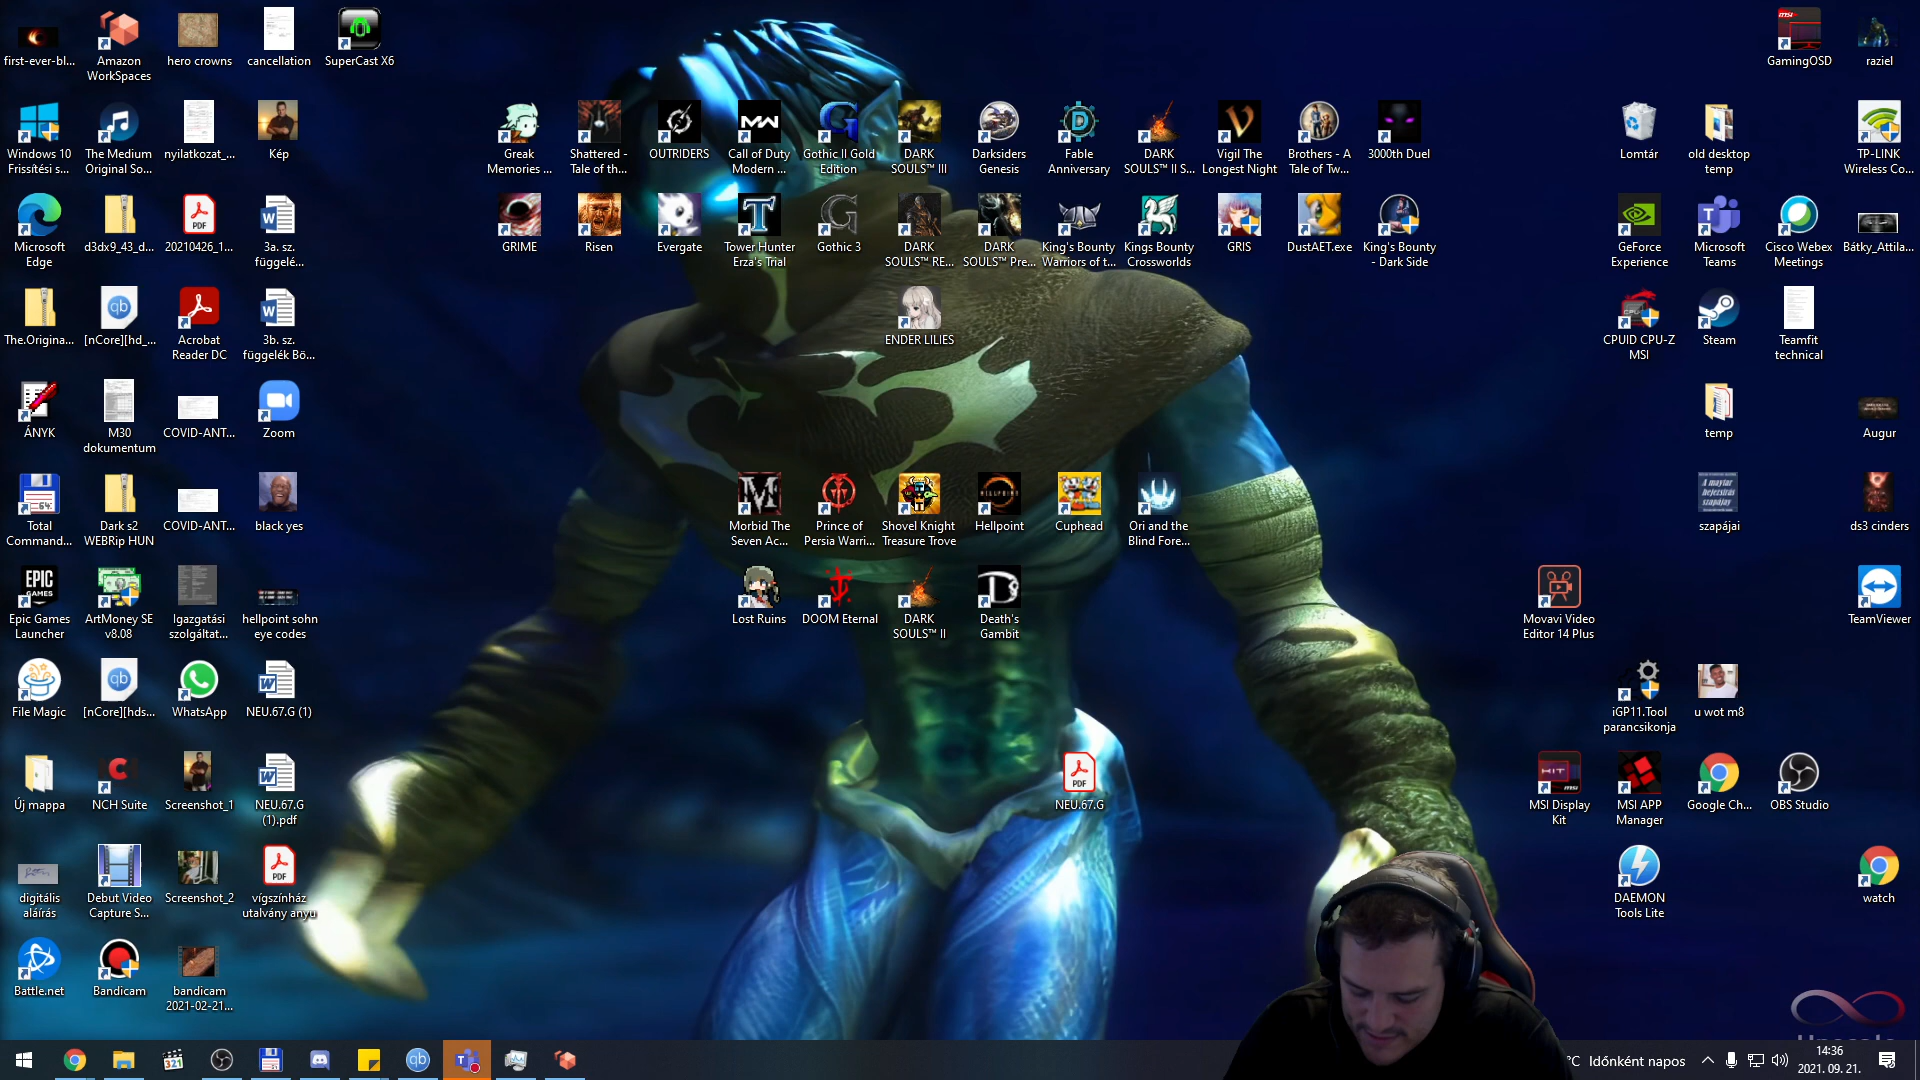 first-ever-bl...
Amazon
WorkSpaces
hero crowns
cancellation
SuperCast X6
GamingOSD
raziel
Windows 10
Frissítési s...
The Medium
Original So...
nyilatkozat_...
Kép
Greak
Memories ...
Shattered -
Tale of th...
OUTRIDERS
Call of Duty
Modern ...
Gothic II Gold
Edition
DARK
SOULS™ III
Darksiders
Genesis
Fable
Anniversary
DARK
SOULS™ II S...
Vigil The
Longest Night
Brothers - A
Tale of Tw...
3000th Duel
Lomtár
old desktop
temp
TP-LINK
Wireless Co...
Microsoft
Edge
d3dx9_43_d...
20210426_1...
3a. sz.
függelé...
GRIME
Risen
Evergate
Tower Hunter
Erza's Trial
Gothic 3
DARK
SOULS™ RE...
DARK
SOULS™ Pre...
King's Bounty
Warriors of t...
Kings Bounty
Crossworlds
GRIS
DustAET.exe
King's Bounty
- Dark Side
GeForce
Experience
Microsoft
Teams
Cisco Webex
Meetings
Bátky_Attila...
The.Origina...
[nCore][hd_...
Acrobat
Reader DC
3b. sz.
függelék Bö...
ENDER LILIES
CPUID CPU-Z
MSI
Steam
Teamfit
technical
ÁNYK
M30
dokumentum
COVID-ANT...
Zoom
temp
Augur
Total
Command...
Dark s2
WEBRip HUN
COVID-ANT...
black yes
Morbid The
Seven Ac...
Prince of
Persia Warri...
Shovel Knight
Treasure Trove
Hellpoint
Cuphead
Ori and the
Blind Fore...
szapájai
ds3 cinders
Epic Games
Launcher
ArtMoney SE
v8.08
Igazgatási
szolgáltat...
hellpoint sohn
eye codes
Lost Ruins
DOOM Eternal
DARK
SOULS™ II
Death's
Gambit
Movavi Video
Editor 14 Plus
TeamViewer
File Magic
[nCore][hds...
WhatsApp
NEU.67.G (1)
iGP11.Tool
parancsikonja
u wot m8
Új mappa
NCH Suite
Screenshot_1
NEU.67.G
(1).pdf
NEU.67.G
MSI Display
Kit
MSI APP
Manager
Google Ch...
OBS Studio
digitális
aláírás
Debut Video
Capture S...
Screenshot_2
vígszínház
utalvány anyu
DAEMON
Tools Lite
watch
Battle.net
Bandicam
bandicam
2021-02-21...
°C Időnként napos
14:36
2021. 09. 21.